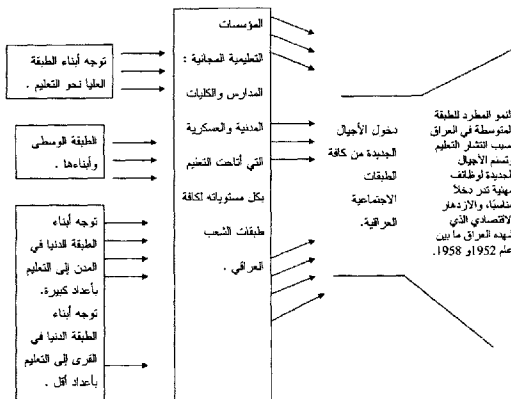 توجه أبناء الطبقة
العليا نحو التعليم .
الطبقة الوسطى
وأبناءها .
توجه أبناء
الطبقة الدنيا في
المدن إلى التعليم
بأعداد كبيرة.
توجه أبناء
الطبقة الدنيا في
القرى إلى التعليم
بأعداد أقل .
المؤسسات
التعليمية المجانية :
المدارس والكليات
المدنية والعسكرية
التي أتاحت التعليم
بكل مستوياته لكافة
طبقات الشعب
العراقي .
دخول الأجيال
الجديدة من كافة
الطبقات
الاجتماعية
العراقية.
النمو المطرد للطبقة
المتوسطة في العراق
بسبب انتشار التعليم
وتسنم الأجيال
الجديدة لوظائف
مهنية تدر دخلاً
مناسبًا، والازدهار
الاقتصادي الذي
شهده العراق ما بين
عام 1952و 1958.